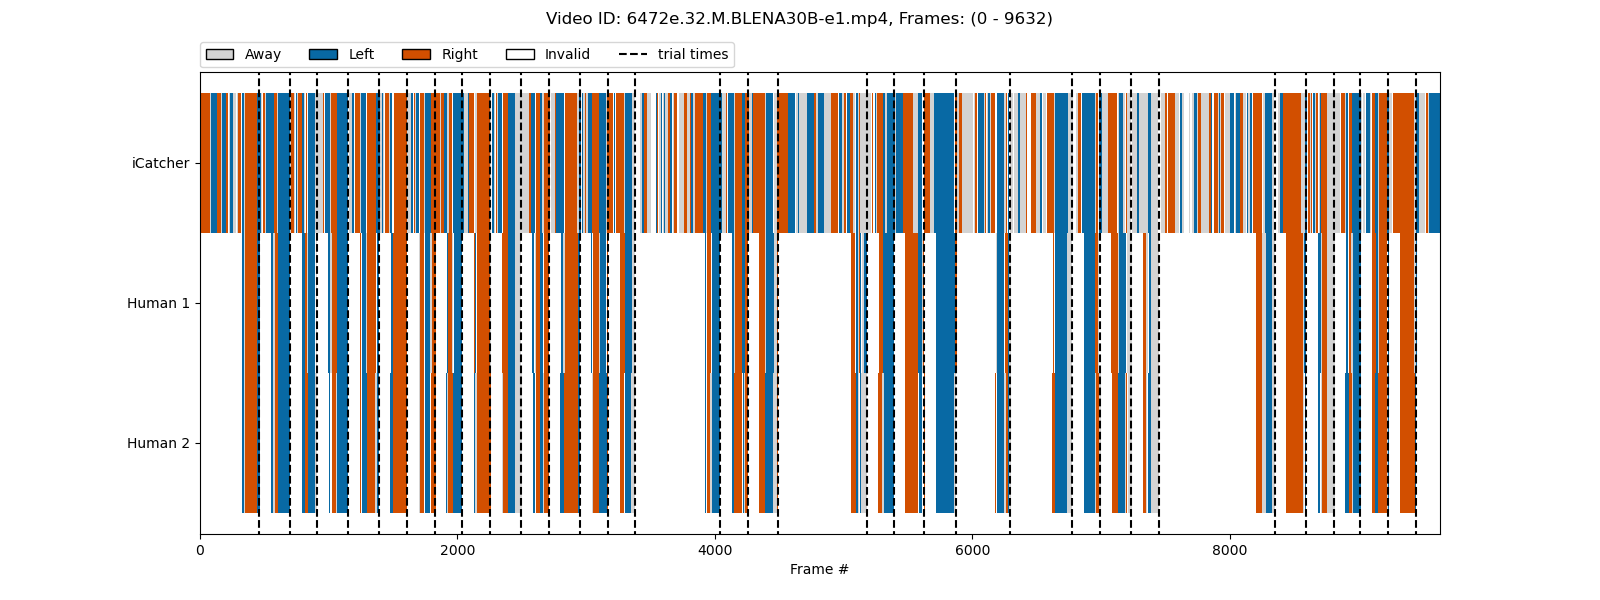 Video ID: 6472e.32.M.BLENA30B-e1.mp4, Frames: (0 - 9632)
Away Left Right Invalid trial times
iCatcher
Human 1
Human 2
0 2000 4000 6000 8000
Frame #